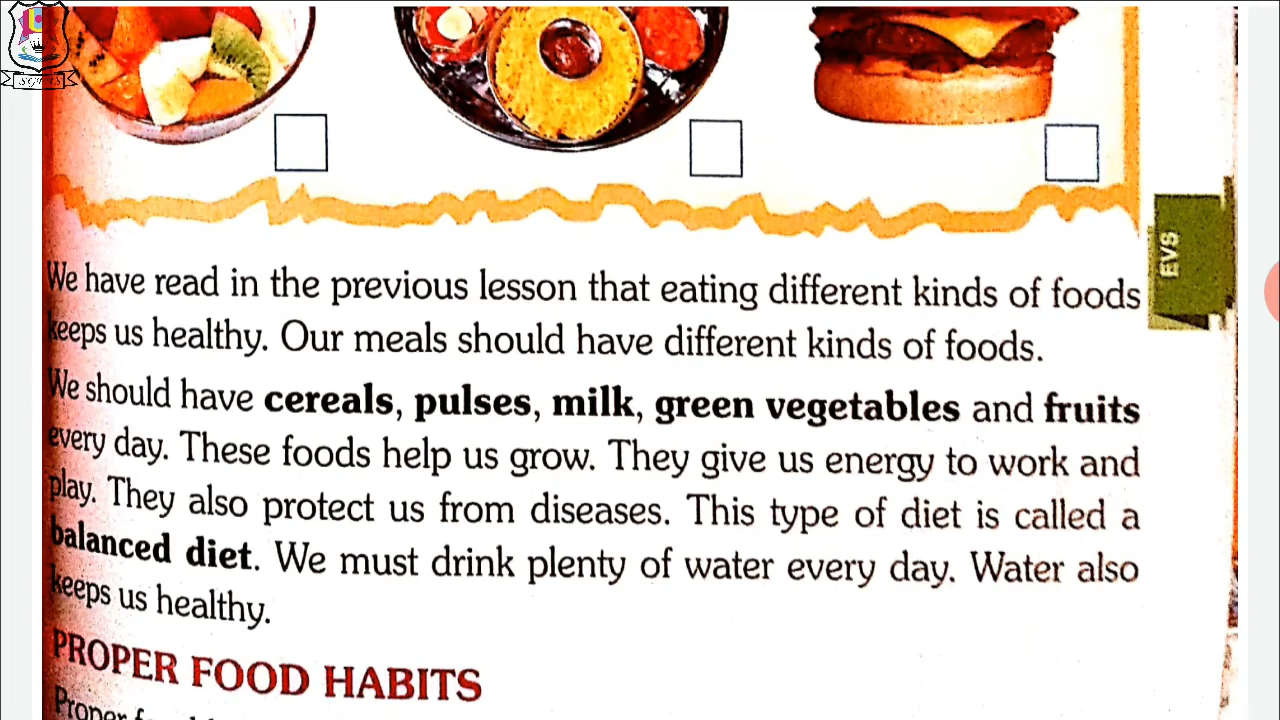 EVS
We have read in the previous lesson that eating different kinds of foods
keeps us healthy. Our meals should have different kinds of foods.
We should have cereals, pulses, milk, green vegetables and fruits
every day. These foods help us grow. They give us energy to work and
play. They also protect us from diseases. This type of diet is called a
balanced diet. We must drink plenty of water every day. Water also
keeps us healthy.
PROPER FOOD HABITS
Proper